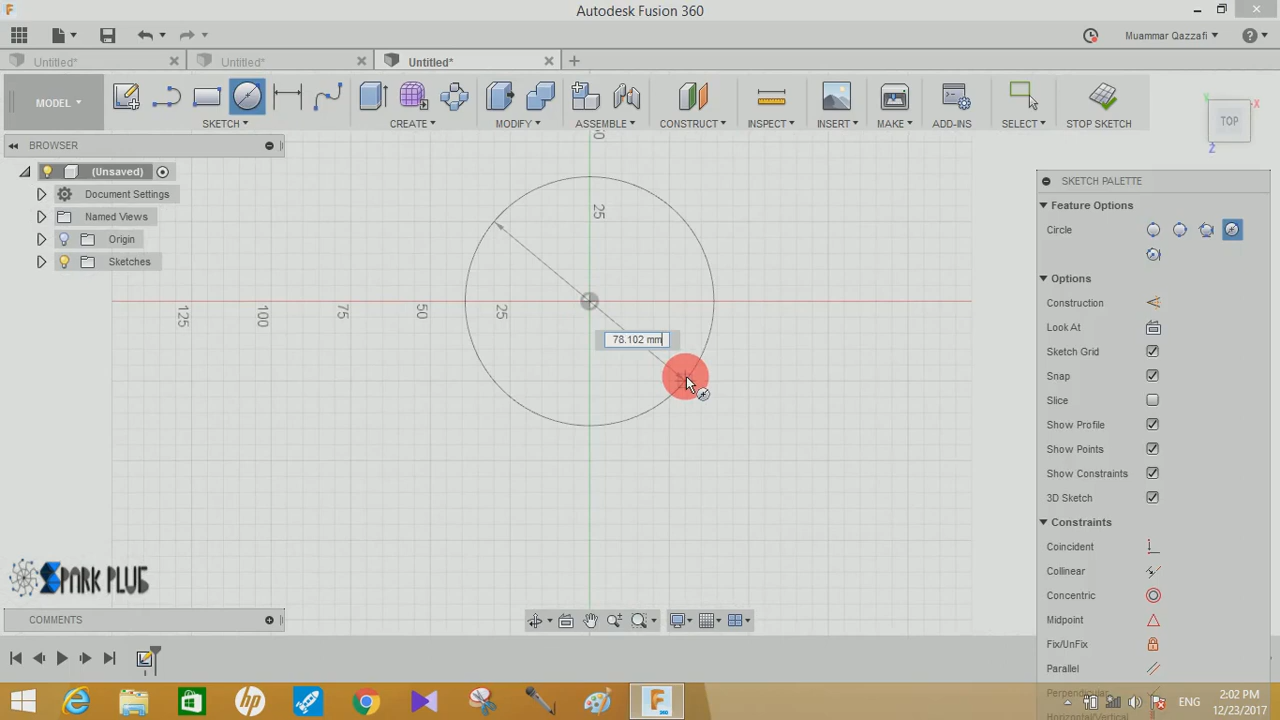 Autodesk Fusion 360
Muammar Qazzafi
Untitled*
Untitled*
Untitled*
MODEL
SKETCH
CREATE
MODIFY
ASSEMBLE
CONSTRUCT
INSPECT
INSERT
MAKE
ADD-INS
SELECT
STOP SKETCH
BROWSER
(Unsaved)
Document Settings
Named Views
Origin
Sketches
TOP
X
Y
Z
25
125
100
75
50
25
78.102 mm
SKETCH PALETTE
Feature Options
Circle
Options
Construction
Look At
Sketch Grid
Snap
Slice
Show Profile
Show Points
Show Constraints
3D Sketch
Constraints
Coincident
Collinear
Concentric
Midpoint
Fix/UnFix
Parallel
Perpendicular
SPARK PLUG
COMMENTS
ENG
2:02 PM
12/23/2017